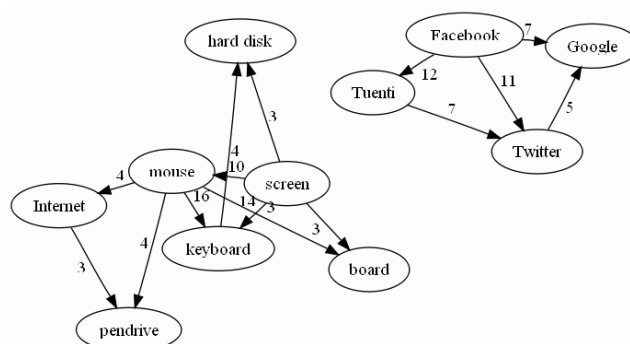 Facebook
7
hard disk
Google
12
Tuenti
11
7
5
3
Twitter
4
mouse
10
screen
4
Internet
16
14
3
3
4
keyboard
3
board
pendrive